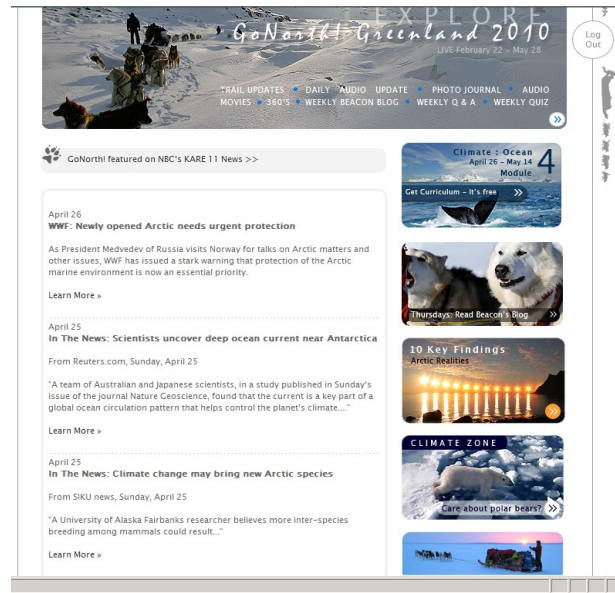 EXPLORE
GoNorth! Greenland 2010
LIVE February 22 - May 28
TRAIL UPDATES • DAILY AUDIO UPDATE • PHOTO JOURNAL • AUDIO
MOVIES • 360'S • WEEKLY BEACON BLOG • WEEKLY Q & A • WEEKLY QUIZ
Log
Out
GoNorth! featured on NBC's KARE 11 News >>
April 26
WWF: Newly opened Arctic needs urgent protection
As President Medvedev of Russia visits Norway for talks on Arctic matters and
other issues, WWF has issued a stark warning that protection of the Arctic
marine environment is now an essential priority.
Learn More »
April 25
In The News: Scientists uncover deep ocean current near Antarctica
From Reuters.com, Sunday, April 25
"A team of Australian and Japanese scientists, in a study published in Sunday's
issue of the journal Nature Geoscience, found that the current is a key part of a
global ocean circulation pattern that helps control the planet's climate...."
Learn More »
April 25
In The News: Climate change may bring new Arctic species
From SIKU news, Sunday, April 25
"A University of Alaska Fairbanks researcher believes more inter-species
breeding among mammals could result..."
Learn More »
Climate : Ocean
April 26 - May 14
Module 4
Get Curriculum - It's free »
Thursdays: Read Beacon's Blog »
10 Key Findings
Arctic Realities
CLIMATE ZONE
Care about polar bears? »